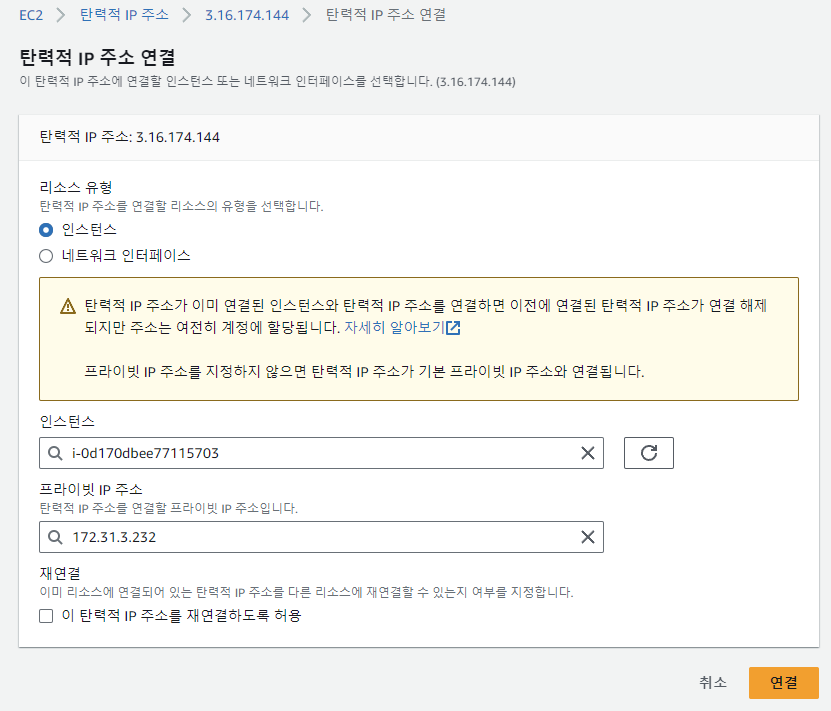 EC2 > 탄력적 IP 주소 > 3.16.174.144 > 탄력적 IP 주소 연결
탄력적 IP 주소 연결
이 탄력적 IP 주소에 연결할 인스턴스 또는 네트워크 인터페이스를 선택합니다. (3.16.174.144)
탄력적 IP 주소: 3.16.174.144
리소스 유형
탄력적 IP 주소를 연결할 리소스의 유형을 선택합니다.
인스턴스
네트워크 인터페이스
탄력적 IP 주소가 이미 연결된 인스턴스와 탄력적 IP 주소를 연결하면 이전에 연결된 탄력적 IP 주소가 연결 해제
되지만 주소는 여전히 계정에 할당됩니다. 자세히 알아보기
프라이빗 IP 주소를 지정하지 않으면 탄력적 IP 주소가 기본 프라이빗 IP 주소와 연결됩니다.
인스턴스
i-0d170dbee77115703
프라이빗 IP 주소
탄력적 IP 주소를 연결할 프라이빗 IP 주소입니다.
172.31.3.232
재연결
이미 리소스에 연결되어 있는 탄력적 IP 주소를 다른 리소스에 재연결할 수 있는지 여부를 지정합니다.
이 탄력적 IP 주소를 재연결하도록 허용
취소
연결